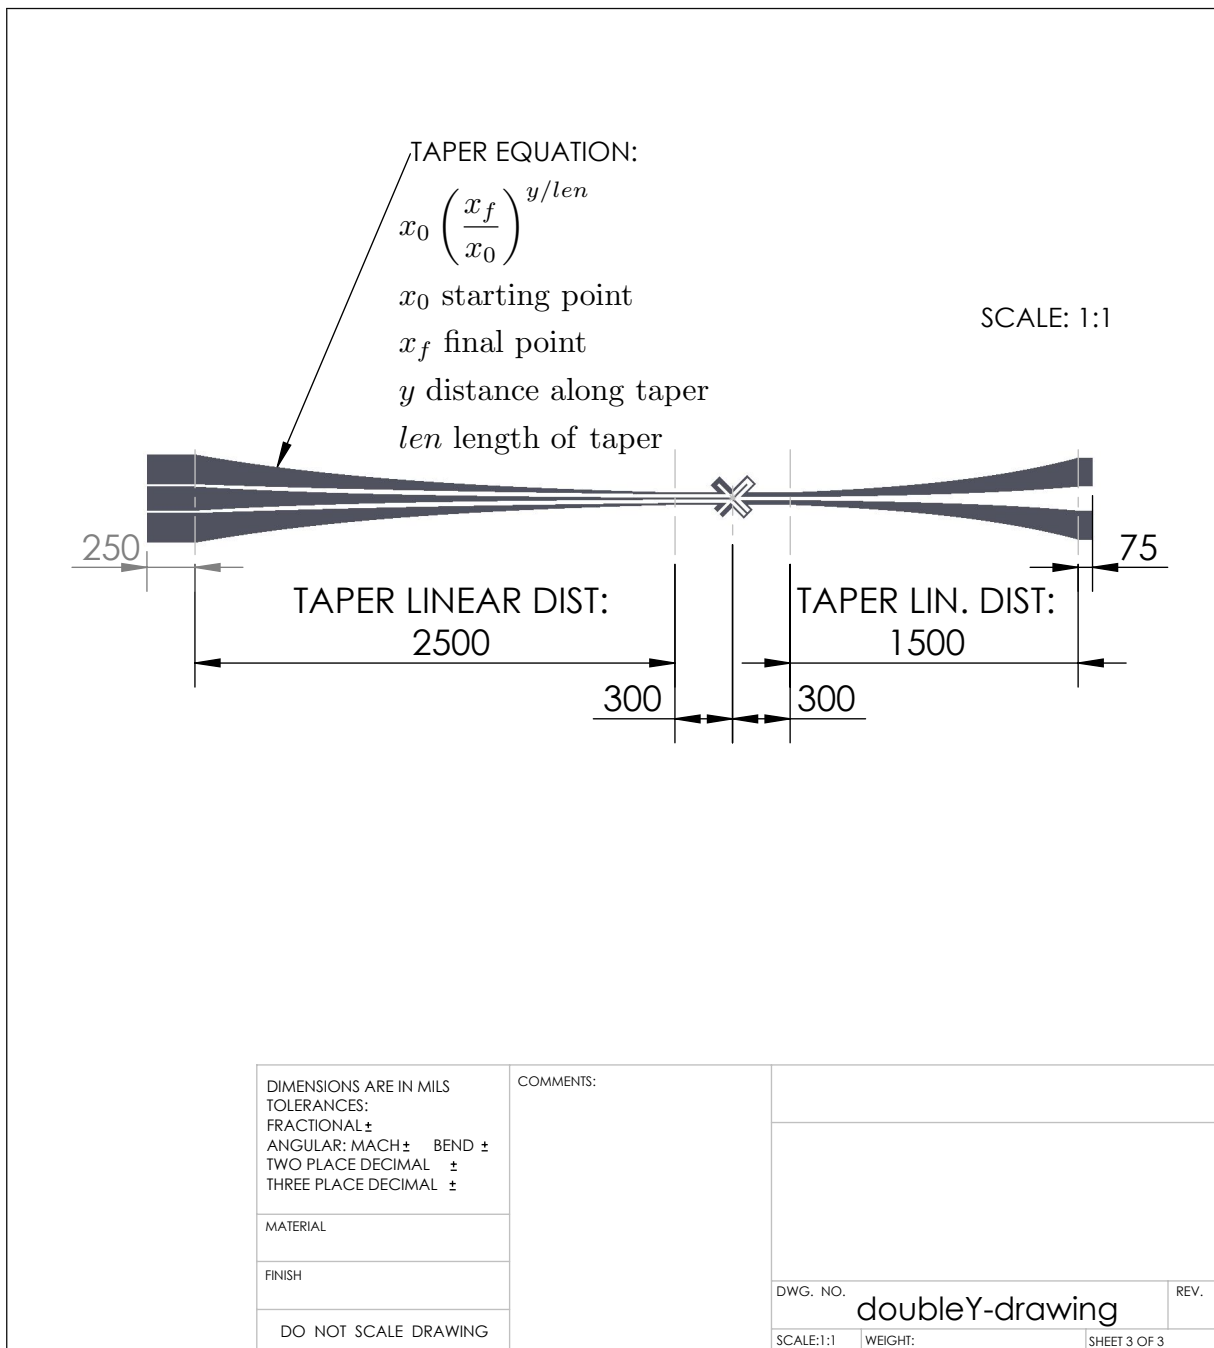 TAPER EQUATION:
x₀ (x_f / x₀)^{y/len}
x₀ starting point
x_f final point
y distance along taper
len length of taper
SCALE: 1:1
250
75
TAPER LINEAR DIST:
2500
TAPER LIN. DIST:
1500
300
300
DIMENSIONS ARE IN MILS
TOLERANCES:
FRACTIONAL ±
ANGULAR: MACH ± BEND ±
TWO PLACE DECIMAL ±
THREE PLACE DECIMAL ±
MATERIAL
FINISH
DO NOT SCALE DRAWING
COMMENTS:
DWG. NO.
doubleY-drawing
REV.
SCALE:1:1 WEIGHT: SHEET 3 OF 3